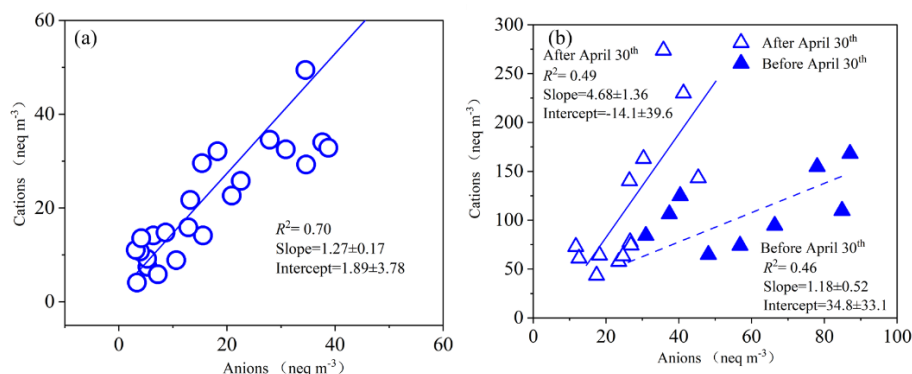 (a)
Cations (neq m-3)
60
40
20
0
R2= 0.70
Slope=1.27±0.17
Intercept=1.89±3.78
0 20 40 60
Anions (neq m-3)
(b)
Cations (neq m-3)
300
250
200
150
100
50
0
After April 30th
R2= 0.49
Slope=4.68±1.36
Intercept=-14.1±39.6
After April 30th
Before April 30th
Before April 30th
R2= 0.46
Slope=1.18±0.52
Intercept=34.8±33.1
0 20 40 60 80 100
Anions (neq m-3)